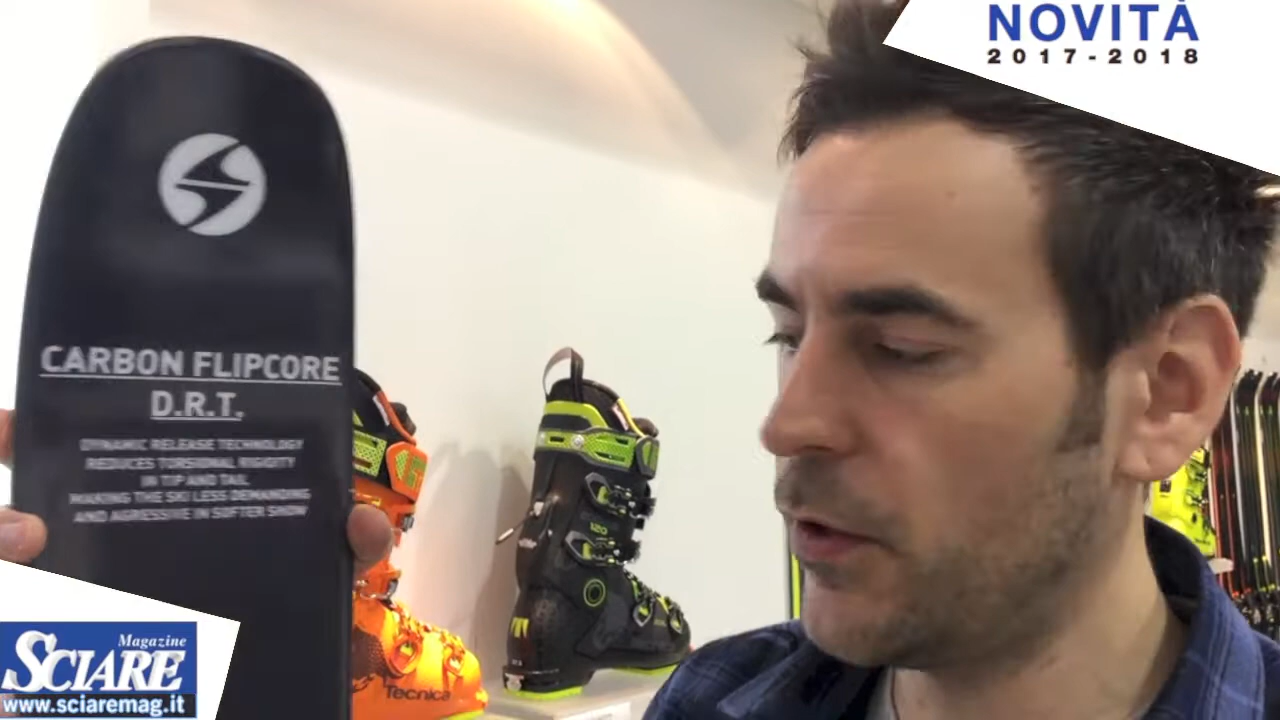 NOVITÀ
2017-2018
CARBON FLIPCORE
D.R.T.
DYNAMIC RELEASE TECHNOLOGY
REDUCES TORSIONAL RIGIDITY
IN TIP AND TAIL
MAKING THE SKI LESS DEMANDING
AND AGRESSIVE IN SOFTER SNOW
120
Tecnica
SCIARE Magazine
www.sciaremag.it